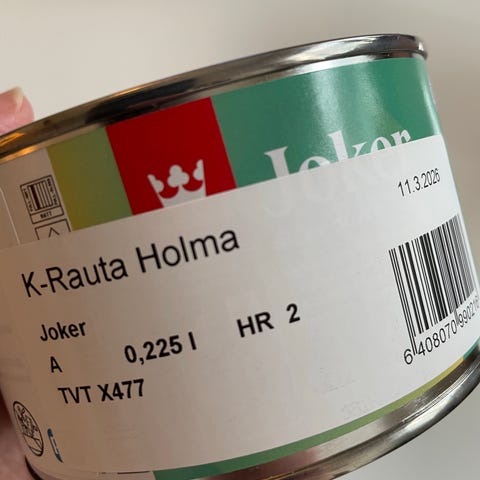 Joker
11.3.2026
K-Rauta Holma
Joker
A 0,225 l HR 2
TVT X477